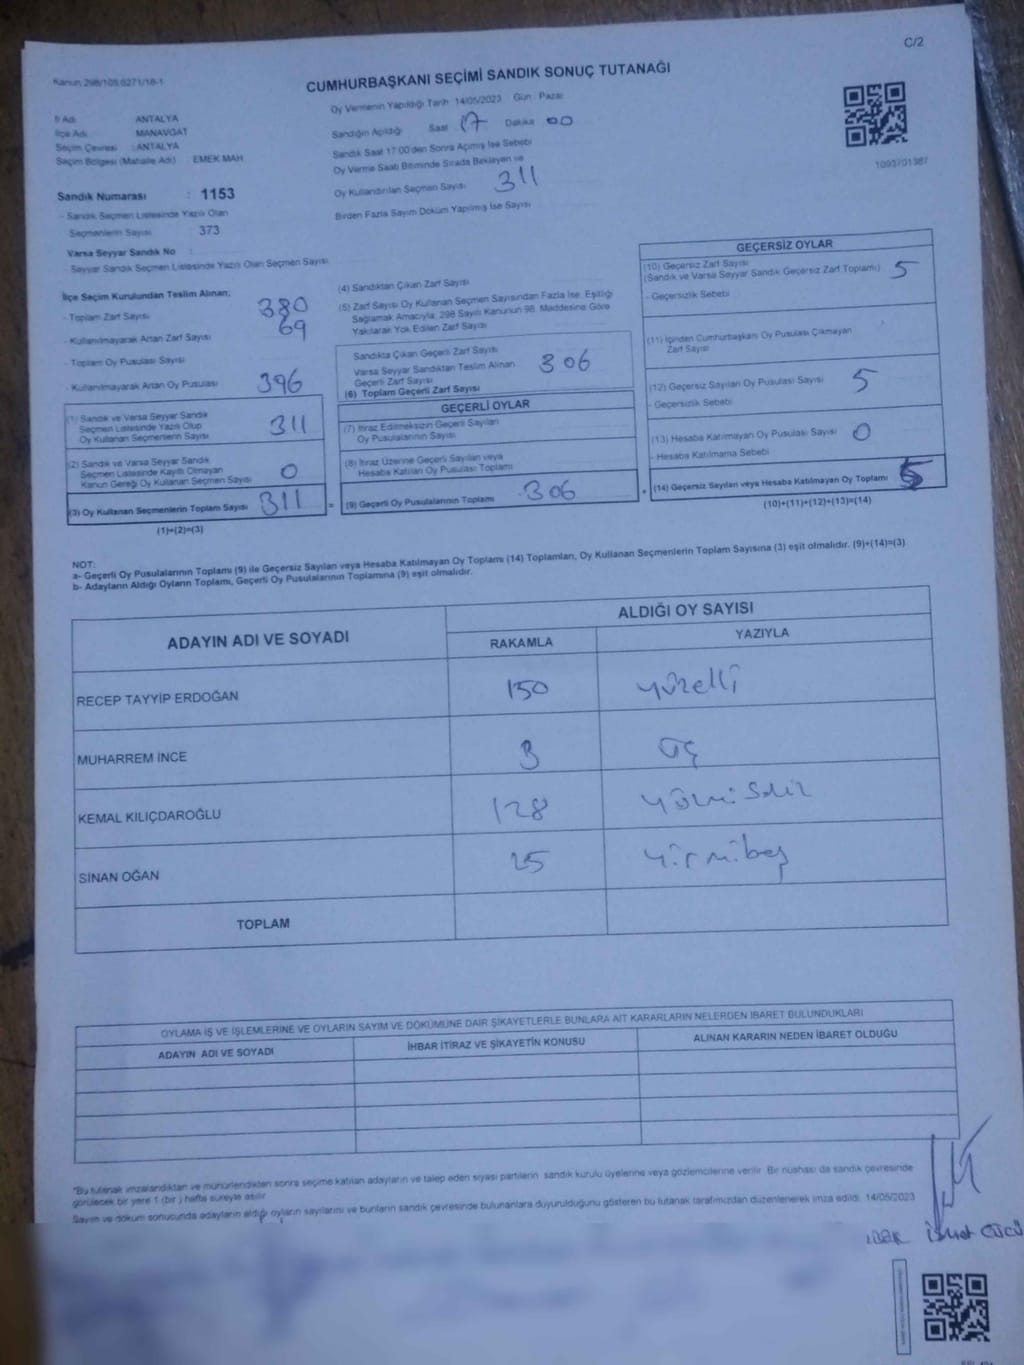 C/2
Kanun 298/105.6271/18-1
CUMHURBAŞKANI SEÇİMİ SANDIK SONUÇ TUTANAĞI
Oy Vermenin Yapıldığı Tarih 14/05/2023 Gün : Pazar
İl Adı ANTALYA
İlçe Adı MANAVGAT
Seçim Çevresi : ANTALYA
Seçim Bölgesi (Mahalle Adı) EMEK MAH
Sandığın Açıldığı Saat 17 Dakika 00
Sandık Saat 17:00'den Sonra Açımış İse Sebebi
Oy Verme Saati Bitiminde Sırada Bekleyen ve
Oy Kullandırılan Seçmen Sayısı 311
Birden Fazla Sayım Döküm Yapılmış İse Sayısı
1093701387
Sandık Numarası : 1153
- Sandık Seçmen Listesinde Yazılı Olan
Seçmenlerin Sayısı 373
Varsa Seyyar Sandık No :
- Seyyar Sandık Seçmen Listesinde Yazılı Olan Seçmen Sayısı
İlçe Seçim Kurulundan Teslim Alınan;
- Toplam Zarf Sayısı 380
- Kullanılmayarak Artan Zarf Sayısı 69
- Toplam Oy Pusulası Sayısı
- Kullanılmayarak Artan Oy Pusulası 396
(1) Sandık ve Varsa Seyyar Sandık
Seçmen Listesinde Yazılı Olup
Oy Kullanan Seçmenlerin Sayısı 311
(2) Sandık ve Varsa Seyyar Sandık
Seçmen Listesinde Kayıtlı Olmayan
Kanun Gereği Oy Kullanan Seçmen Sayısı 0
(3) Oy Kullanan Seçmenlerin Toplam Sayısı 311
(1)+(2)=(3)
(4) Sandıktan Çıkan Zarf Sayısı
(5) Zarf Sayısı Oy Kullanan Seçmen Sayısından Fazla İse, Eşitliği
Sağlamak Amacıyla; 298 Sayılı Kanunun 98. Maddesine Göre
Yakılarak Yok Edilen Zarf Sayısı
Sandıkta Çıkan Geçerli Zarf Sayısı
Varsa Seyyar Sandıktan Teslim Alınan
Geçerli Zarf Sayısı
(6) Toplam Geçerli Zarf Sayısı 306
GEÇERLİ OYLAR
(7) İtiraz Edilmeksizin Geçerli Sayılan
Oy Pusulalarının Sayısı
(8) İtiraz Üzerine Geçerli Sayılan veya
Hesaba Katılan Oy Pusulası Toplamı
= (9) Geçerli Oy Pusulalarının Toplamı 306
GEÇERSİZ OYLAR
(10) Geçersiz Zarf Sayısı
(Sandık ve Varsa Seyyar Sandık Geçersiz Zarf Toplamı) 5
- Geçersizlik Sebebi
(11) İçinden Cumhurbaşkanı Oy Pusulası Çıkmayan
Zarf Sayısı
(12) Geçersiz Sayılan Oy Pusulası Sayısı 5
- Geçersizlik Sebebi
(13) Hesaba Katılmayan Oy Pusulası Sayısı 0
- Hesaba Katılmama Sebebi
+ (14) Geçersiz Sayılan veya Hesaba Katılmayan Oy Toplamı 5
(10)+(11)+(12)+(13)=(14)
NOT:
a- Geçerli Oy Pusulalarının Toplamı (9) ile Geçersiz Sayılan veya Hesaba Katılmayan Oy Toplamı (14) Toplamları, Oy Kullanan Seçmenlerin Toplam Sayısına (3) eşit olmalıdır. (9)+(14)=(3)
b- Adayların Aldığı Oyların Toplamı, Geçerli Oy Pusulalarının Toplamına (9) eşit olmalıdır.
ADAYIN ADI VE SOYADI
ALDIĞI OY SAYISI
RAKAMLA YAZIYLA
RECEP TAYYİP ERDOĞAN 150 yüzelli
MUHARREM İNCE 3 üç
KEMAL KILIÇDAROĞLU 128
SİNAN OĞAN 25 yirmibeş
TOPLAM
OYLAMA İŞ VE İŞLEMLERİNE VE OYLARIN SAYIM VE DÖKÜMÜNE DAİR ŞİKAYETLERLE BUNLARA AİT KARARLARIN NELERDEN İBARET BULUNDUKLARI
ADAYIN ADI VE SOYADI İHBAR İTİRAZ VE ŞİKAYETİN KONUSU ALINAN KARARIN NEDEN İBARET OLDUĞU
*Bu tutanak imzalandıktan ve mühürlendikten sonra seçime katılan adayların ve talep eden siyasi partilerin sandık kurulu üyelerine veya gözlemcilerine verilir. Bir nüshası da sandık çevresinde
görülecek bir yere 1 (bir ) hafta süreyle asılır.
Sayım ve döküm sonucunda adayların aldığı oyların sayılarını ve bunların sandık çevresinde bulunanlara duyurulduğunu gösteren bu tutanak tarafımızdan düzenlenerek imza edildi. 14/05/2023